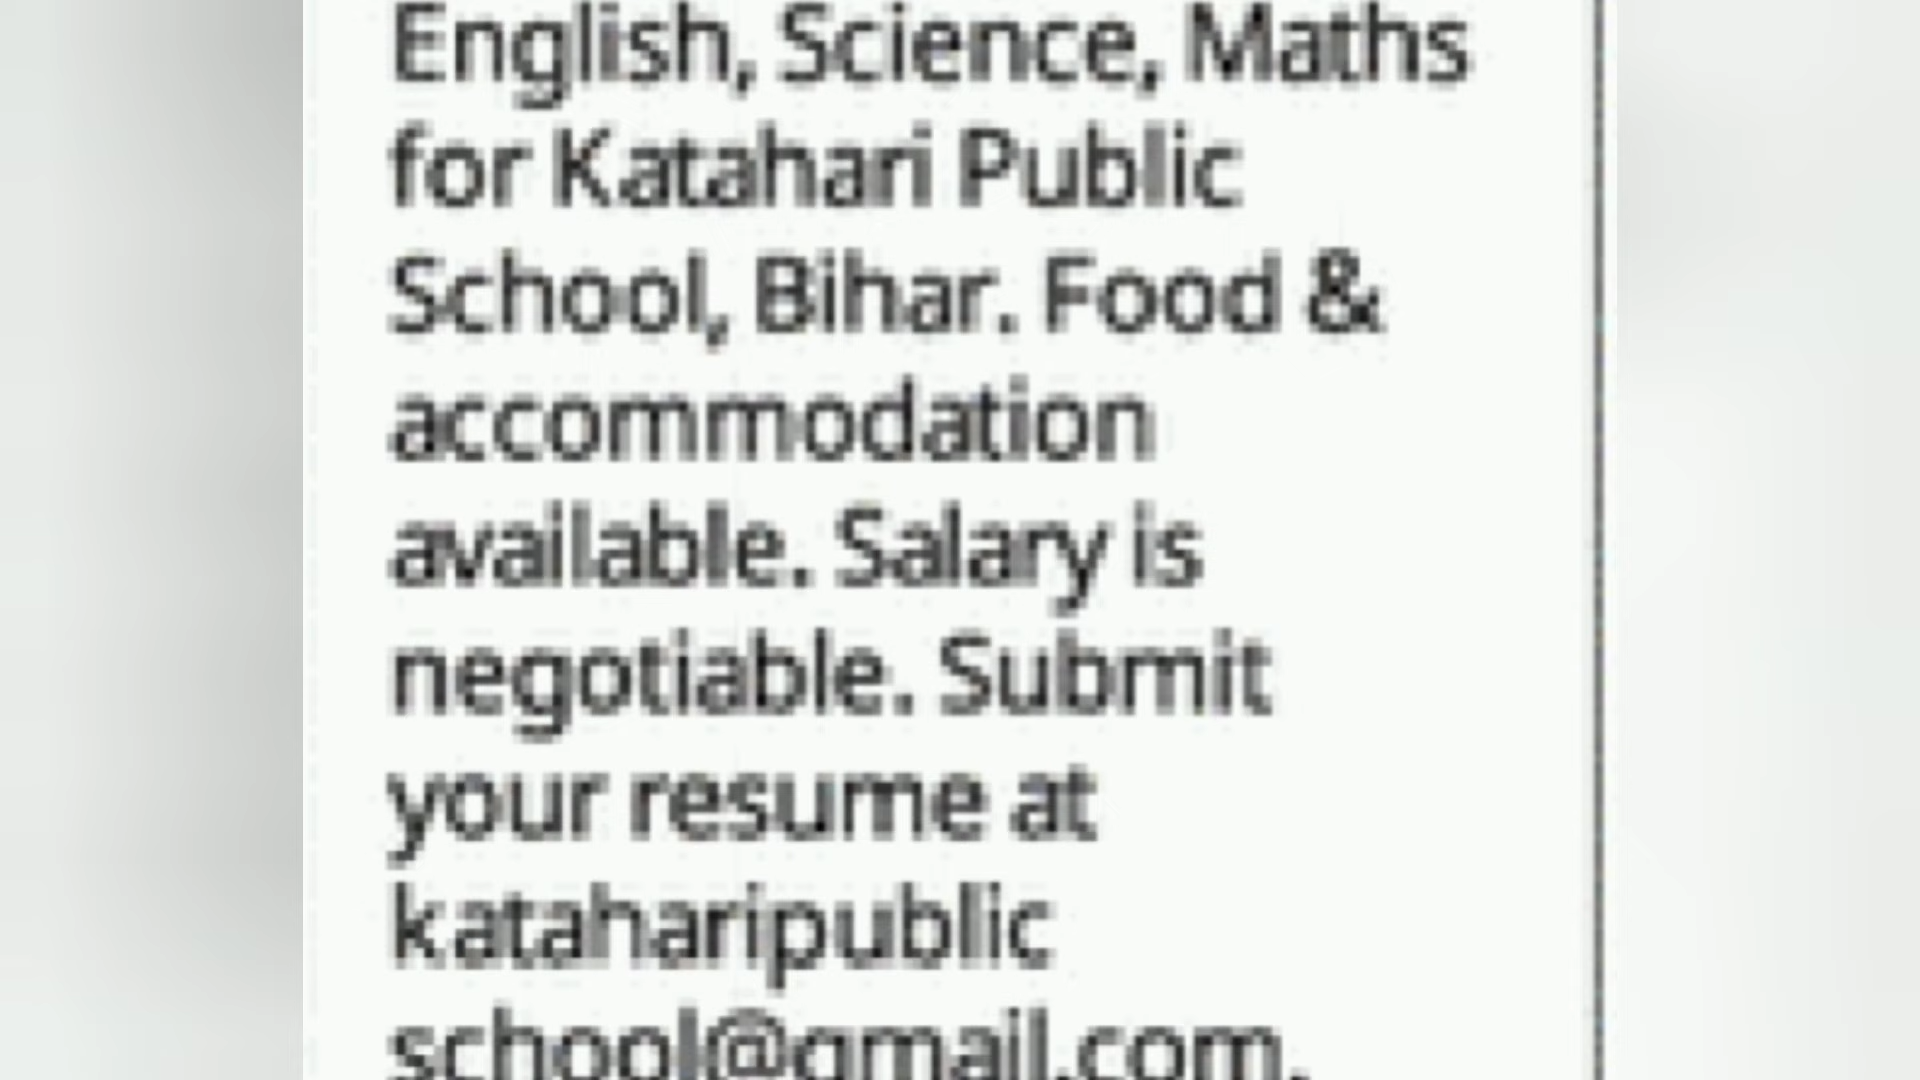 English, Science, Maths
for Katahari Public
School, Bihar. Food &
accommodation
available. Salary is
negotiable. Submit
your resume at
kataharipublic
school@gmail.com.